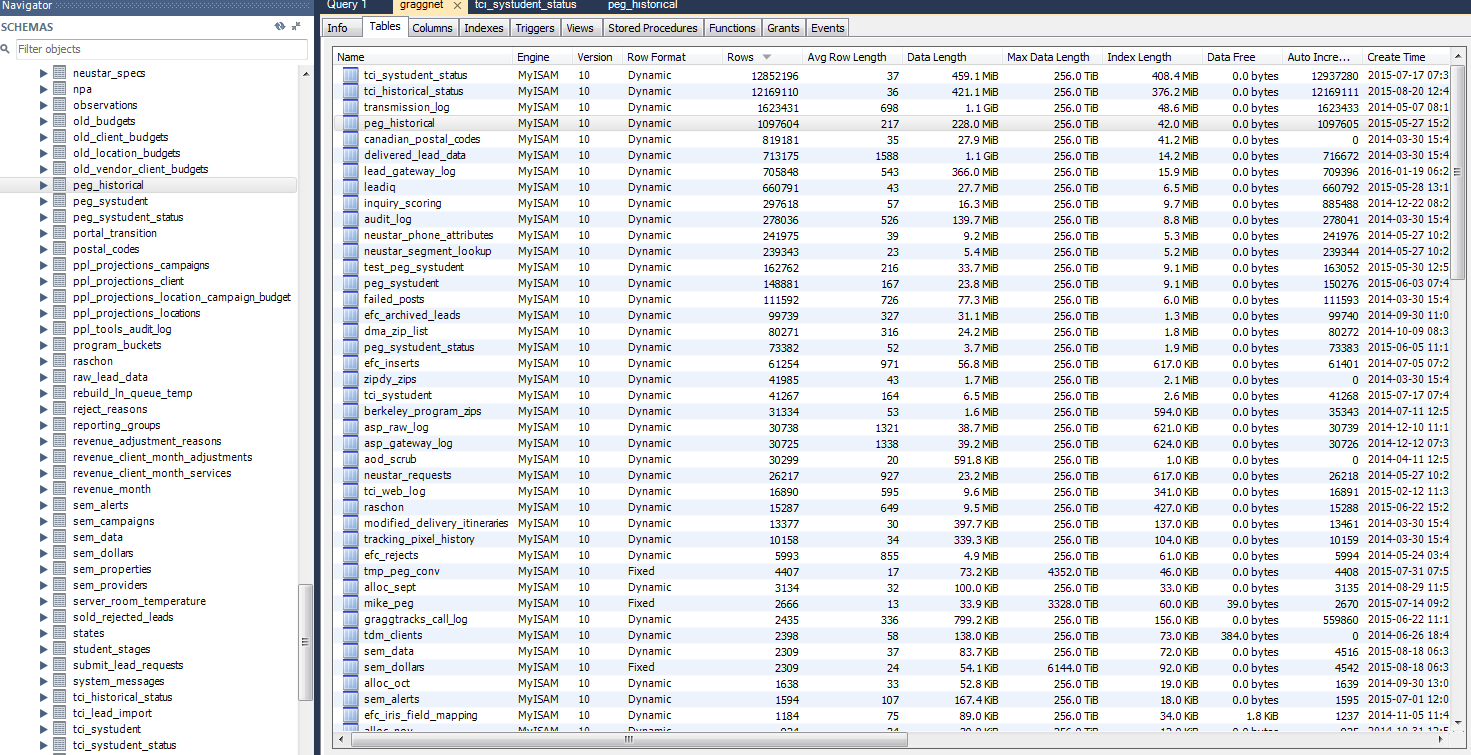 Navigator
SCHEMAS
Filter objects
neustar_specs
npa
observations
old_budgets
old_client_budgets
old_location_budgets
old_vendor_client_budgets
peg_historical
peg_systudent
peg_systudent_status
portal_transition
postal_codes
ppl_projections_campaigns
ppl_projections_client
ppl_projections_location_campaign_budget
ppl_projections_locations
ppl_tools_audit_log
program_buckets
raschon
raw_lead_data
rebuild_ln_queue_temp
reject_reasons
reporting_groups
revenue_adjustment_reasons
revenue_client_month_adjustments
revenue_client_month_services
revenue_month
sem_alerts
sem_campaigns
sem_data
sem_dollars
sem_properties
sem_providers
server_room_temperature
sold_rejected_leads
states
student_stages
submit_lead_requests
system_messages
tci_historical_status
tci_lead_import
tci_systudent
tci_systudent_status
Query 1 graggnet tci_systudent_status peg_historical
Info Tables Columns Indexes Triggers Views Stored Procedures Functions Grants Events
Name Engine Version Row Format Rows Avg Row Length Data Length Max Data Length Index Length Data Free Auto Incre... Create Time
tci_systudent_status MyISAM 10 Dynamic 12852196 37 459.1 MiB 256.0 TiB 408.4 MiB 0.0 bytes 12937280 2015-07-17 07:3
tci_historical_status MyISAM 10 Dynamic 12169110 36 421.1 MiB 256.0 TiB 376.2 MiB 0.0 bytes 12169111 2015-08-20 12:4
transmission_log MyISAM 10 Dynamic 1623431 698 1.1 GiB 256.0 TiB 48.6 MiB 0.0 bytes 1623433 2014-05-07 08:1
peg_historical MyISAM 10 Dynamic 1097604 217 228.0 MiB 256.0 TiB 42.0 MiB 0.0 bytes 1097605 2015-05-27 15:2
canadian_postal_codes MyISAM 10 Dynamic 819181 35 27.9 MiB 256.0 TiB 41.2 MiB 0.0 bytes 0 2014-03-30 15:4
delivered_lead_data MyISAM 10 Dynamic 713175 1588 1.1 GiB 256.0 TiB 14.2 MiB 0.0 bytes 716672 2014-03-30 15:4
lead_gateway_log MyISAM 10 Dynamic 705848 543 366.0 MiB 256.0 TiB 15.9 MiB 0.0 bytes 709396 2016-01-19 06:2
leadiq MyISAM 10 Dynamic 660791 43 27.7 MiB 256.0 TiB 6.5 MiB 0.0 bytes 660792 2015-05-28 13:1
inquiry_scoring MyISAM 10 Dynamic 297618 57 16.3 MiB 256.0 TiB 9.7 MiB 0.0 bytes 885488 2014-12-22 08:2
audit_log MyISAM 10 Dynamic 278036 526 139.7 MiB 256.0 TiB 8.8 MiB 0.0 bytes 278041 2014-03-30 15:4
neustar_phone_attributes MyISAM 10 Dynamic 241975 39 9.2 MiB 256.0 TiB 5.3 MiB 0.0 bytes 241976 2014-05-27 10:2
neustar_segment_lookup MyISAM 10 Dynamic 239343 23 5.4 MiB 256.0 TiB 5.2 MiB 0.0 bytes 239344 2014-05-27 10:2
test_peg_systudent MyISAM 10 Dynamic 162762 216 33.7 MiB 256.0 TiB 9.1 MiB 0.0 bytes 163052 2015-05-30 12:5
peg_systudent MyISAM 10 Dynamic 148881 167 23.8 MiB 256.0 TiB 9.1 MiB 0.0 bytes 150276 2015-06-03 07:4
failed_posts MyISAM 10 Dynamic 111592 726 77.3 MiB 256.0 TiB 6.0 MiB 0.0 bytes 111593 2014-03-30 15:4
efc_archived_leads MyISAM 10 Dynamic 99739 327 31.1 MiB 256.0 TiB 1.3 MiB 0.0 bytes 99740 2014-09-30 11:0
dma_zip_list MyISAM 10 Dynamic 80271 316 24.2 MiB 256.0 TiB 1.8 MiB 0.0 bytes 80272 2014-10-09 08:3
peg_systudent_status MyISAM 10 Dynamic 73382 52 3.7 MiB 256.0 TiB 1.9 MiB 0.0 bytes 73383 2015-06-05 11:1
efc_inserts MyISAM 10 Dynamic 61254 971 56.8 MiB 256.0 TiB 617.0 KiB 0.0 bytes 61401 2014-07-05 07:2
zipdy_zips MyISAM 10 Dynamic 41985 43 1.7 MiB 256.0 TiB 2.1 MiB 0.0 bytes 0 2014-03-30 15:4
tci_systudent MyISAM 10 Dynamic 41267 164 6.5 MiB 256.0 TiB 2.6 MiB 0.0 bytes 41268 2015-07-17 07:4
berkeley_program_zips MyISAM 10 Dynamic 31334 53 1.6 MiB 256.0 TiB 594.0 KiB 0.0 bytes 35343 2014-07-11 12:5
asp_raw_log MyISAM 10 Dynamic 30738 1321 38.7 MiB 256.0 TiB 621.0 KiB 0.0 bytes 30739 2014-12-10 11:1
asp_gateway_log MyISAM 10 Dynamic 30725 1338 39.2 MiB 256.0 TiB 624.0 KiB 0.0 bytes 30726 2014-12-12 07:3
aod_scrub MyISAM 10 Dynamic 30299 20 591.8 KiB 256.0 TiB 1.0 KiB 0.0 bytes 0 2014-04-11 12:5
neustar_requests MyISAM 10 Dynamic 26217 927 23.2 MiB 256.0 TiB 617.0 KiB 0.0 bytes 26218 2014-05-27 10:2
tci_web_log MyISAM 10 Dynamic 16890 595 9.6 MiB 256.0 TiB 341.0 KiB 0.0 bytes 16891 2015-02-12 11:3
raschon MyISAM 10 Dynamic 15287 649 9.5 MiB 256.0 TiB 427.0 KiB 0.0 bytes 15288 2015-06-22 15:2
modified_delivery_itineraries MyISAM 10 Dynamic 13377 30 397.7 KiB 256.0 TiB 137.0 KiB 0.0 bytes 13461 2014-03-30 15:4
tracking_pixel_history MyISAM 10 Dynamic 10158 34 339.3 KiB 256.0 TiB 104.0 KiB 0.0 bytes 10159 2014-03-30 15:4
efc_rejects MyISAM 10 Dynamic 5993 855 4.9 MiB 256.0 TiB 61.0 KiB 0.0 bytes 5994 2014-05-24 03:4
tmp_peg_conv MyISAM 10 Fixed 4407 17 73.2 KiB 4352.0 TiB 46.0 KiB 0.0 bytes 4408 2015-07-31 07:5
alloc_sept MyISAM 10 Dynamic 3134 32 100.0 KiB 256.0 TiB 33.0 KiB 0.0 bytes 3135 2014-08-29 11:5
mike_peg MyISAM 10 Fixed 2666 13 33.9 KiB 3328.0 TiB 60.0 KiB 39.0 bytes 2670 2015-07-14 09:2
graggtracks_call_log MyISAM 10 Dynamic 2435 336 799.2 KiB 256.0 TiB 156.0 KiB 0.0 bytes 559860 2015-06-22 11:1
tdm_clients MyISAM 10 Dynamic 2398 58 138.0 KiB 256.0 TiB 73.0 KiB 384.0 bytes 0 2014-06-26 18:4
sem_data MyISAM 10 Dynamic 2309 37 83.7 KiB 256.0 TiB 72.0 KiB 0.0 bytes 4516 2015-08-18 06:3
sem_dollars MyISAM 10 Fixed 2309 24 54.1 KiB 6144.0 TiB 92.0 KiB 0.0 bytes 4542 2015-08-18 06:3
alloc_oct MyISAM 10 Dynamic 1638 33 52.8 KiB 256.0 TiB 19.0 KiB 0.0 bytes 1639 2014-09-30 13:0
sem_alerts MyISAM 10 Dynamic 1594 107 167.4 KiB 256.0 TiB 18.0 KiB 0.0 bytes 1595 2015-07-01 12:0
efc_iris_field_mapping MyISAM 10 Dynamic 1184 75 89.0 KiB 256.0 TiB 34.0 KiB 1.8 KiB 1237 2014-11-05 11:4